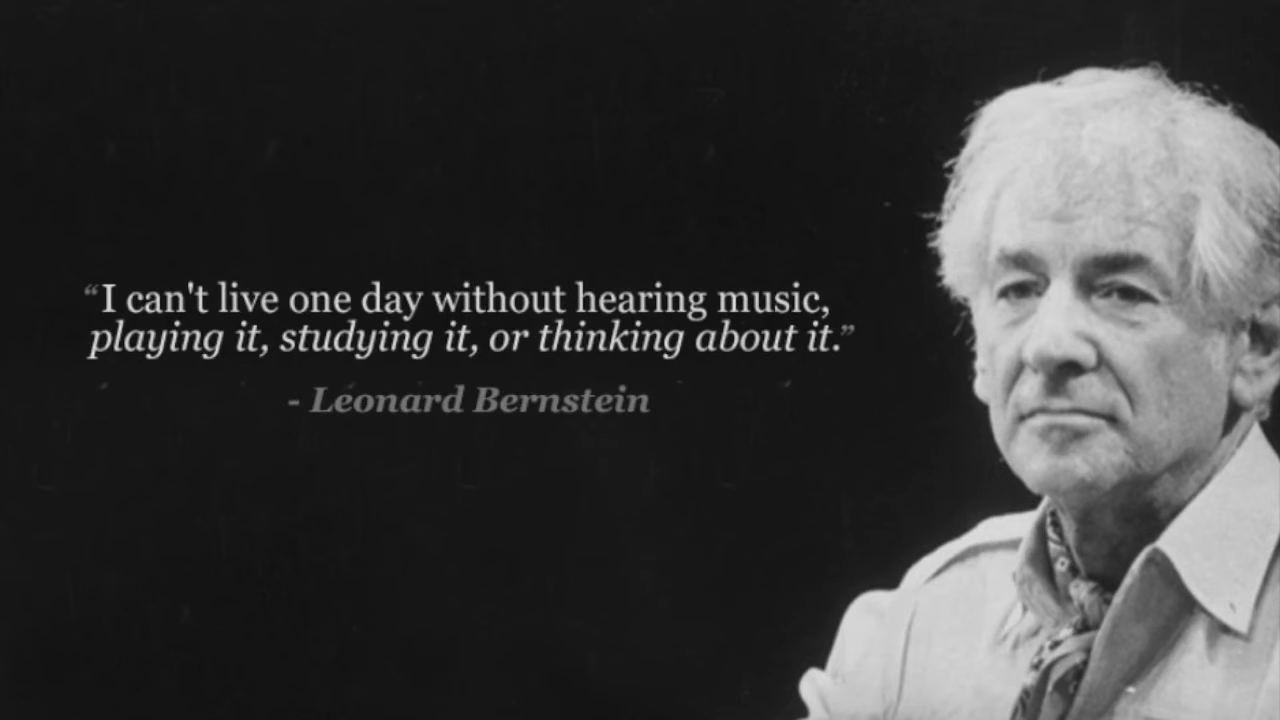 “I can't live one day without hearing music,
playing it, studying it, or thinking about it.”
- Leonard Bernstein